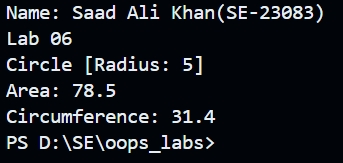 Name: Saad Ali Khan(SE-23083)
Lab 06
Circle [Radius: 5]
Area: 78.5
Circumference: 31.4
PS D:\SE\oops_labs>